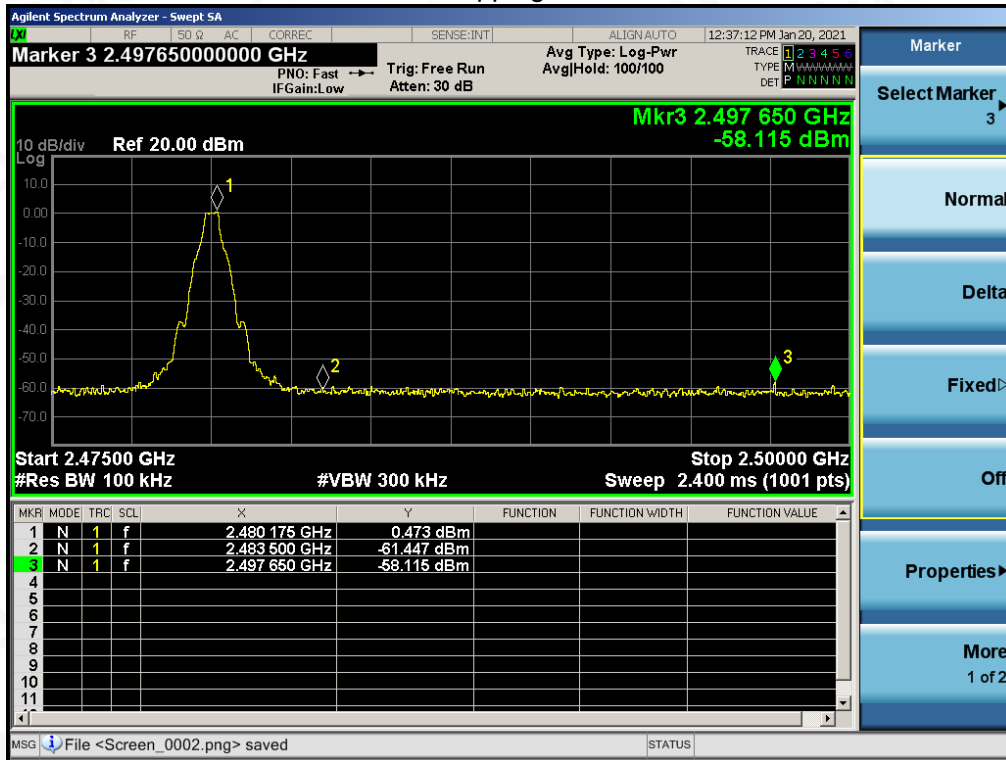 Agilent Spectrum Analyzer - Swept SA
LXI RF 50 Ω AC CORREC SENSE:INT ALIGN AUTO 12:37:12 PM Jan 20, 2021
Marker 3 2.497650000000 GHz
PNO: Fast
IFGain:Low
Trig: Free Run
Atten: 30 dB
Avg Type: Log-Pwr
Avg|Hold: 100/100
TRACE 1 2 3 4 5 6
TYPE M W W W W W
DET P N N N N N
Mkr3 2.497 650 GHz
-58.115 dBm
10 dB/div Ref 20.00 dBm
Log
10.0
0.00
-10.0
-20.0
-30.0
-40.0
-50.0
-60.0
-70.0
1
2
3
Start 2.47500 GHz Stop 2.50000 GHz
#Res BW 100 kHz #VBW 300 kHz Sweep 2.400 ms (1001 pts)
MKR MODE TRC SCL X Y FUNCTION FUNCTION WIDTH FUNCTION VALUE
1 N 1 f 2.480 175 GHz 0.473 dBm
2 N 1 f 2.483 500 GHz -61.447 dBm
3 N 1 f 2.497 650 GHz -58.115 dBm
4
5
6
7
8
9
10
11
MSG File <Screen_0002.png> saved STATUS
Marker
Select Marker
3
Normal
Delta
Fixed
Off
Properties
More
1 of 2